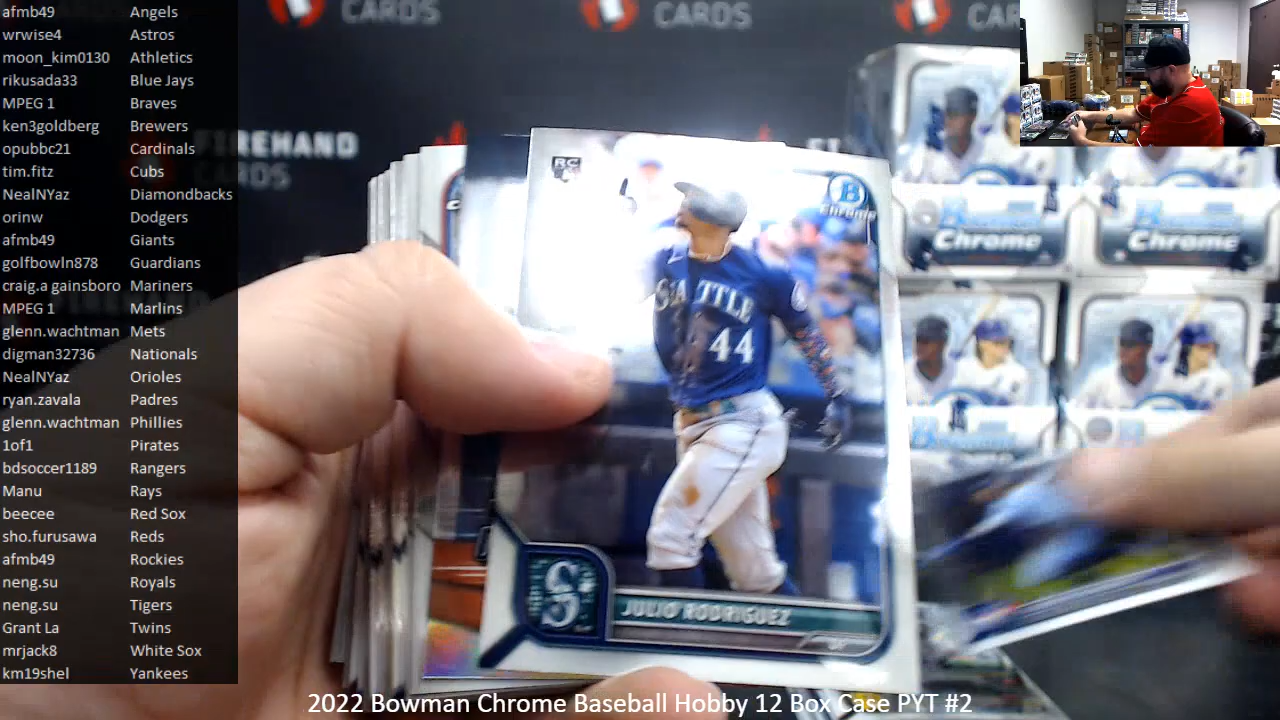 afmb49 Angels
wrwise4 Astros
moon_kim0130 Athletics
rikusada33 Blue Jays
MPEG 1 Braves
ken3goldberg Brewers
opubbc21 Cardinals
tim.fitz Cubs
NealNYaz Diamondbacks
orinw Dodgers
afmb49 Giants
golfbowln878 Guardians
craig.a gainsboro Mariners
MPEG 1 Marlins
glenn.wachtman Mets
digman32736 Nationals
NealNYaz Orioles
ryan.zavala Padres
glenn.wachtman Phillies
1of1 Pirates
bdsoccer1189 Rangers
Manu Rays
beecee Red Sox
sho.furusawa Reds
afmb49 Rockies
neng.su Royals
neng.su Tigers
Grant La Twins
mrjack8 White Sox
km19shel Yankees
CARDS
CARDS
FIREHAND
CARDS
RC
B
Chrome
SEATTLE
44
S
JULIO RODRIGUEZ
Bowman
Chrome
Bowman
Chrome
2022 Bowman Chrome Baseball Hobby 12 Box Case PYT #2